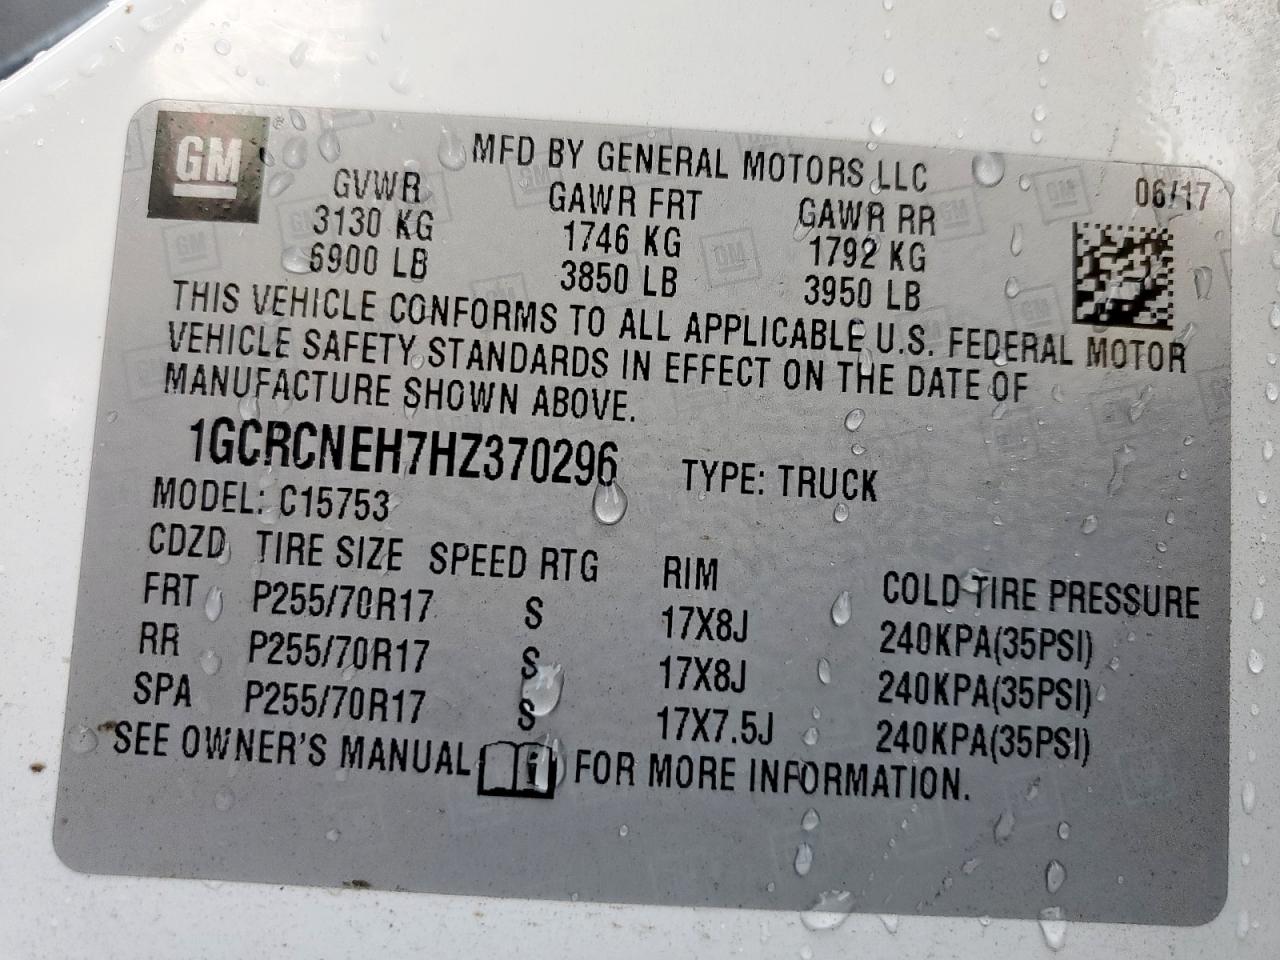 GM
MFD BY GENERAL MOTORS LLC
06/17
GVWR GAWR FRT GAWR RR
3130 KG 1746 KG 1792 KG
6900 LB 3850 LB 3950 LB
THIS VEHICLE CONFORMS TO ALL APPLICABLE U.S. FEDERAL MOTOR
VEHICLE SAFETY STANDARDS IN EFFECT ON THE DATE OF
MANUFACTURE SHOWN ABOVE.
1GCRCNEH7HZ370296 TYPE: TRUCK
MODEL: C15753
CDZD TIRE SIZE SPEED RTG RIM COLD TIRE PRESSURE
FRT P255/70R17 S 17X8J 240KPA(35PSI)
RR P255/70R17 S 17X8J 240KPA(35PSI)
SPA P255/70R17 S 17X7.5J 240KPA(35PSI)
SEE OWNER'S MANUAL i FOR MORE INFORMATION.